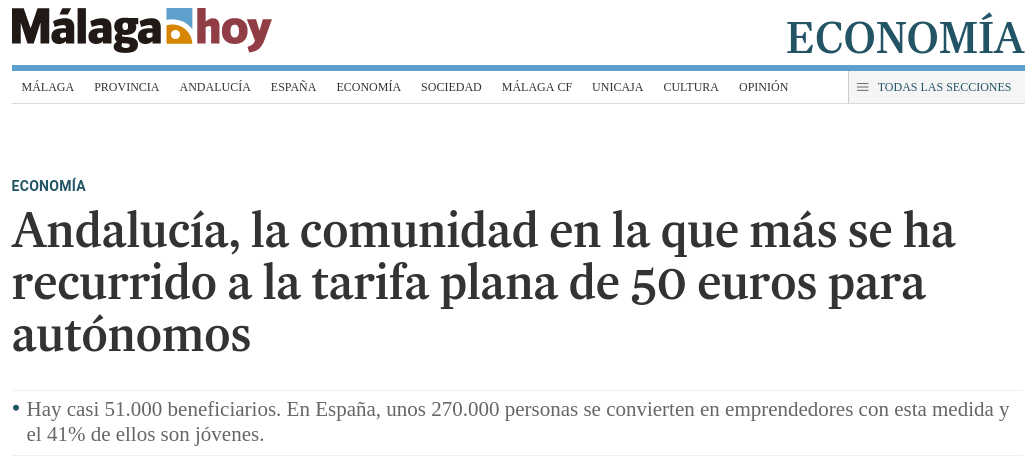 Málaga hoy
ECONOMÍA
MÁLAGA PROVINCIA ANDALUCÍA ESPAÑA ECONOMÍA SOCIEDAD MÁLAGA CF UNICAJA CULTURA OPINIÓN TODAS LAS SECCIONES
ECONOMÍA
Andalucía, la comunidad en la que más se ha
recurrido a la tarifa plana de 50 euros para
autónomos
• Hay casi 51.000 beneficiarios. En España, unos 270.000 personas se convierten en emprendedores con esta medida y
el 41% de ellos son jóvenes.